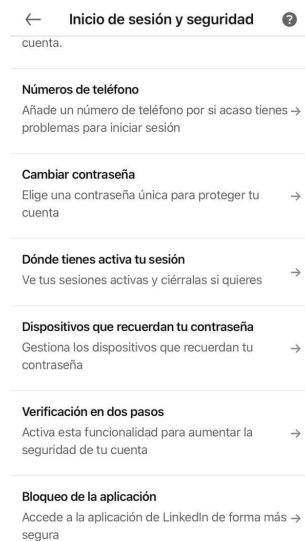 Inicio de sesión y seguridad
cuenta.
Números de teléfono
Añade un número de teléfono por si acaso tienes
problemas para iniciar sesión
Cambiar contraseña
Elige una contraseña única para proteger tu
cuenta
Dónde tienes activa tu sesión
Ve tus sesiones activas y ciérralas si quieres
Dispositivos que recuerdan tu contraseña
Gestiona los dispositivos que recuerdan tu
contraseña
Verificación en dos pasos
Activa esta funcionalidad para aumentar la
seguridad de tu cuenta
Bloqueo de la aplicación
Accede a la aplicación de LinkedIn de forma más
segura